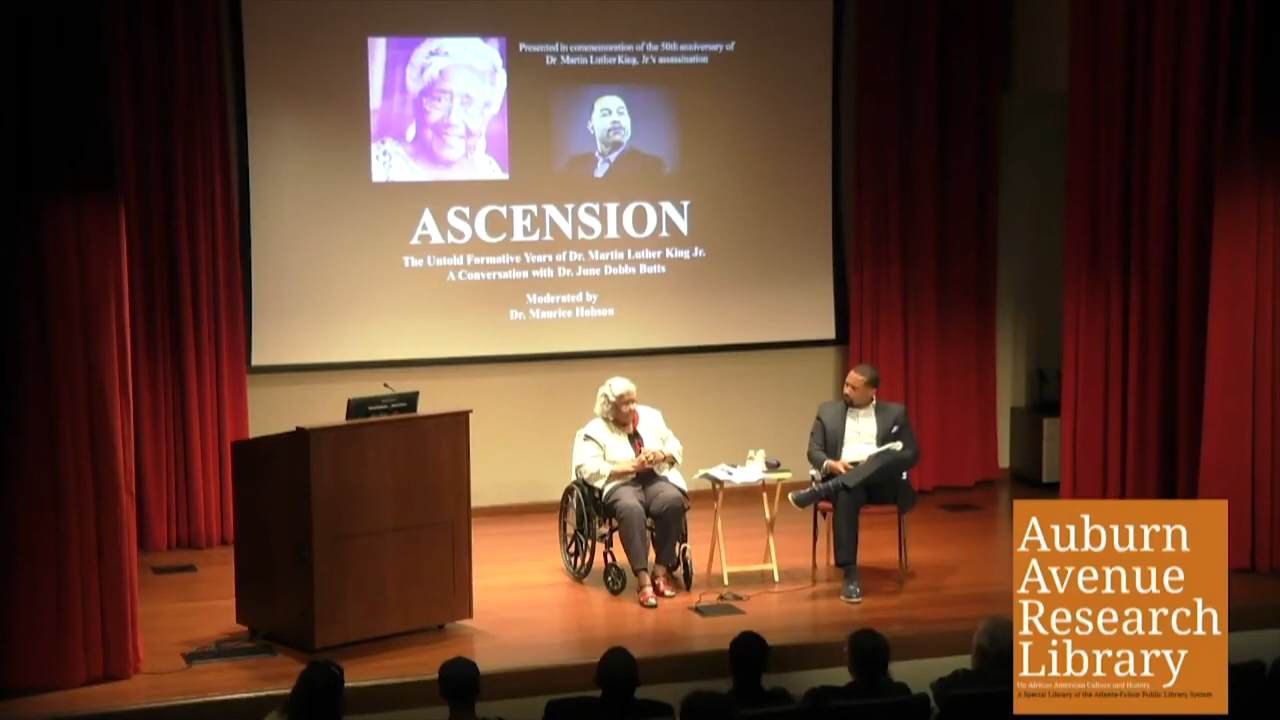 Presented in commemoration of the 50th anniversary of
Dr Martin Luther King, Jr's assassination
ASCENSION
The Untold Formative Years of Dr. Martin Luther King Jr.
A Conversation with Dr. June Dobbs Butts
Moderated by
Dr. Maurice Hobson
Auburn
Avenue
Research
Library
On African American Culture and History
A Special Library of the Atlanta-Fulton Public Library System